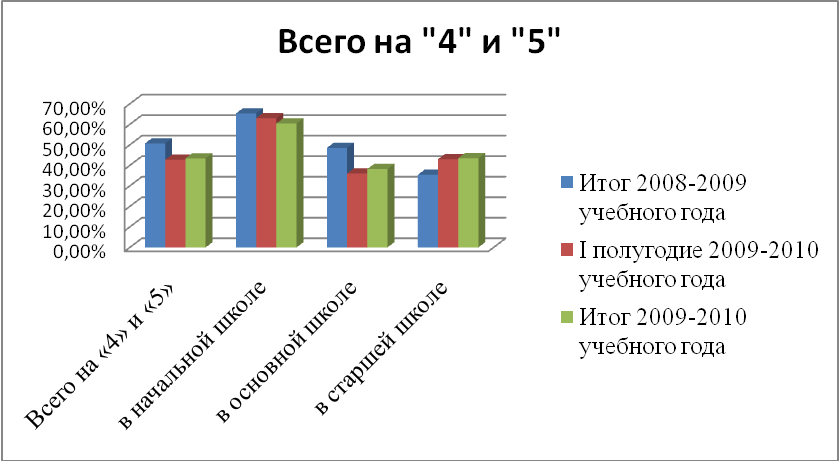 Всего на "4" и "5"
70,00%
60,00%
50,00%
40,00%
30,00%
20,00%
10,00%
0,00%
Всего на «4» и «5»
в начальной школе
в основной школе
в старшей школе
Итог 2008-2009
учебного года
I полугодие 2009-2010
учебного года
Итог 2009-2010
учебного года